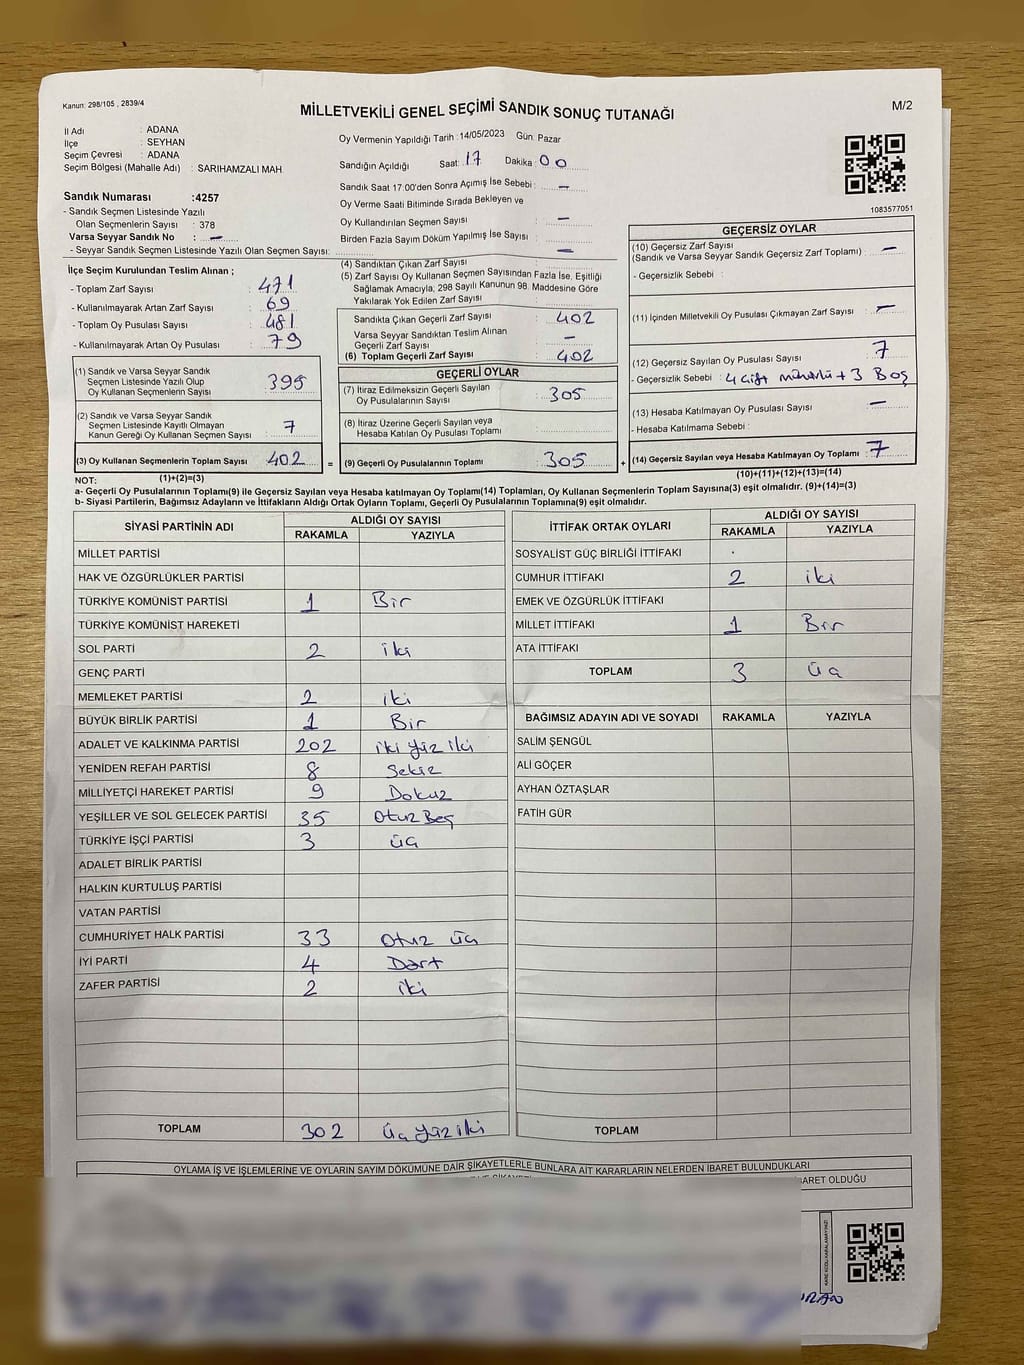 Kanun: 298/105 , 2839/4
MİLLETVEKİLİ GENEL SEÇİMİ SANDIK SONUÇ TUTANAĞI
M/2
İl Adı : ADANA
İlçe : SEYHAN
Seçim Çevresi : ADANA
Seçim Bölgesi (Mahalle Adı) : SARIHAMZALI MAH
Sandık Numarası :4257
- Sandık Seçmen Listesinde Yazılı
Olan Seçmenlerin Sayısı : 378
Varsa Seyyar Sandık No : —
- Seyyar Sandık Seçmen Listesinde Yazılı Olan Seçmen Sayısı:
Oy Vermenin Yapıldığı Tarih :14/05/2023 Gün: Pazar
Sandığın Açıldığı Saat: 17 Dakika : 00
Sandık Saat 17:00'den Sonra Açımış İse Sebebi : —
Oy Verme Saati Bitiminde Sırada Bekleyen ve
Oy Kullandırılan Seçmen Sayısı : —
Birden Fazla Sayım Döküm Yapılmış İse Sayısı : —
1083577051
İlçe Seçim Kurulundan Teslim Alınan ;
- Toplam Zarf Sayısı : 471
- Kullanılmayarak Artan Zarf Sayısı : 69
- Toplam Oy Pusulası Sayısı : 481
- Kullanılmayarak Artan Oy Pusulası : 79
(1) Sandık ve Varsa Seyyar Sandık
Seçmen Listesinde Yazılı Olup
Oy Kullanan Seçmenlerin Sayısı : 395
(2) Sandık ve Varsa Seyyar Sandık
Seçmen Listesinde Kayıtlı Olmayan
Kanun Gereği Oy Kullanan Seçmen Sayısı : 7
(3) Oy Kullanan Seçmenlerin Toplam Sayısı : 402 =
(1)+(2)=(3)
(4) Sandıktan Çıkan Zarf Sayısı :
(5) Zarf Sayısı Oy Kullanan Seçmen Sayısından Fazla İse, Eşitliği
Sağlamak Amacıyla, 298 Sayılı Kanunun 98. Maddesine Göre
Yakılarak Yok Edilen Zarf Sayısı :
Sandıkta Çıkan Geçerli Zarf Sayısı : 402
Varsa Seyyar Sandıktan Teslim Alınan
Geçerli Zarf Sayısı : —
(6) Toplam Geçerli Zarf Sayısı : 402
GEÇERLİ OYLAR
(7) İtiraz Edilmeksizin Geçerli Sayılan
Oy Pusulalarının Sayısı : 305
(8) İtiraz Üzerine Geçerli Sayılan veya
Hesaba Katılan Oy Pusulası Toplamı :
(9) Geçerli Oy Pusulalarının Toplamı : 305 +
GEÇERSİZ OYLAR
(10) Geçersiz Zarf Sayısı
(Sandık ve Varsa Seyyar Sandık Geçersiz Zarf Toplamı) : —
- Geçersizlik Sebebi :
(11) İçinden Milletvekili Oy Pusulası Çıkmayan Zarf Sayısı : —
(12) Geçersiz Sayılan Oy Pusulası Sayısı : 7
- Geçersizlik Sebebi : 4 Çift mühürlü + 3 Boş
(13) Hesaba Katılmayan Oy Pusulası Sayısı : —
- Hesaba Katılmama Sebebi :
(14) Geçersiz Sayılan veya Hesaba Katılmayan Oy Toplamı : 7
(10)+(11)+(12)+(13)=(14)
NOT:
a- Geçerli Oy Pusulalarının Toplamı(9) ile Geçersiz Sayılan veya Hesaba katılmayan Oy Toplamı(14) Toplamları, Oy Kullanan Seçmenlerin Toplam Sayısına(3) eşit olmalıdır. (9)+(14)=(3)
b- Siyasi Partilerin, Bağımsız Adayların ve İttifakların Aldığı Ortak Oyların Toplamı, Geçerli Oy Pusulalarının Toplamına(9) eşit olmalıdır.
SİYASİ PARTİNİN ADI ALDIĞI OY SAYISI
RAKAMLA YAZIYLA
MİLLET PARTİSİ
HAK VE ÖZGÜRLÜKLER PARTİSİ
TÜRKİYE KOMÜNİST PARTİSİ 1 Bir
TÜRKİYE KOMÜNİST HAREKETİ
SOL PARTİ 2 iki
GENÇ PARTİ
MEMLEKET PARTİSİ 2 iki
BÜYÜK BİRLİK PARTİSİ 1 Bir
ADALET VE KALKINMA PARTİSİ 202 iki yüz iki
YENİDEN REFAH PARTİSİ 8 Sekiz
MİLLİYETÇİ HAREKET PARTİSİ 9 Dokuz
YEŞİLLER VE SOL GELECEK PARTİSİ 35 Otuz Beş
TÜRKİYE İŞÇİ PARTİSİ 3 üç
ADALET BİRLİK PARTİSİ
HALKIN KURTULUŞ PARTİSİ
VATAN PARTİSİ
CUMHURİYET HALK PARTİSİ 33 Otuz üç
İYİ PARTİ 4 Dört
ZAFER PARTİSİ 2 iki
TOPLAM 302 üç yüz iki
İTTİFAK ORTAK OYLARI ALDIĞI OY SAYISI
RAKAMLA YAZIYLA
SOSYALİST GÜÇ BİRLİĞİ İTTİFAKI
CUMHUR İTTİFAKI 2 iki
EMEK VE ÖZGÜRLÜK İTTİFAKI
MİLLET İTTİFAKI 1 Bir
ATA İTTİFAKI
TOPLAM 3 üç
BAĞIMSIZ ADAYIN ADI VE SOYADI RAKAMLA YAZIYLA
SALİM ŞENGÜL
ALİ GÖÇER
AYHAN ÖZTAŞLAR
FATİH GÜR
TOPLAM
OYLAMA İŞ VE İŞLEMLERİNE VE OYLARIN SAYIM DÖKÜMÜNE DAİR ŞİKAYETLERLE BUNLARA AİT KARARLARIN NELERDEN İBARET BULUNDUKLARI
OLDUĞU